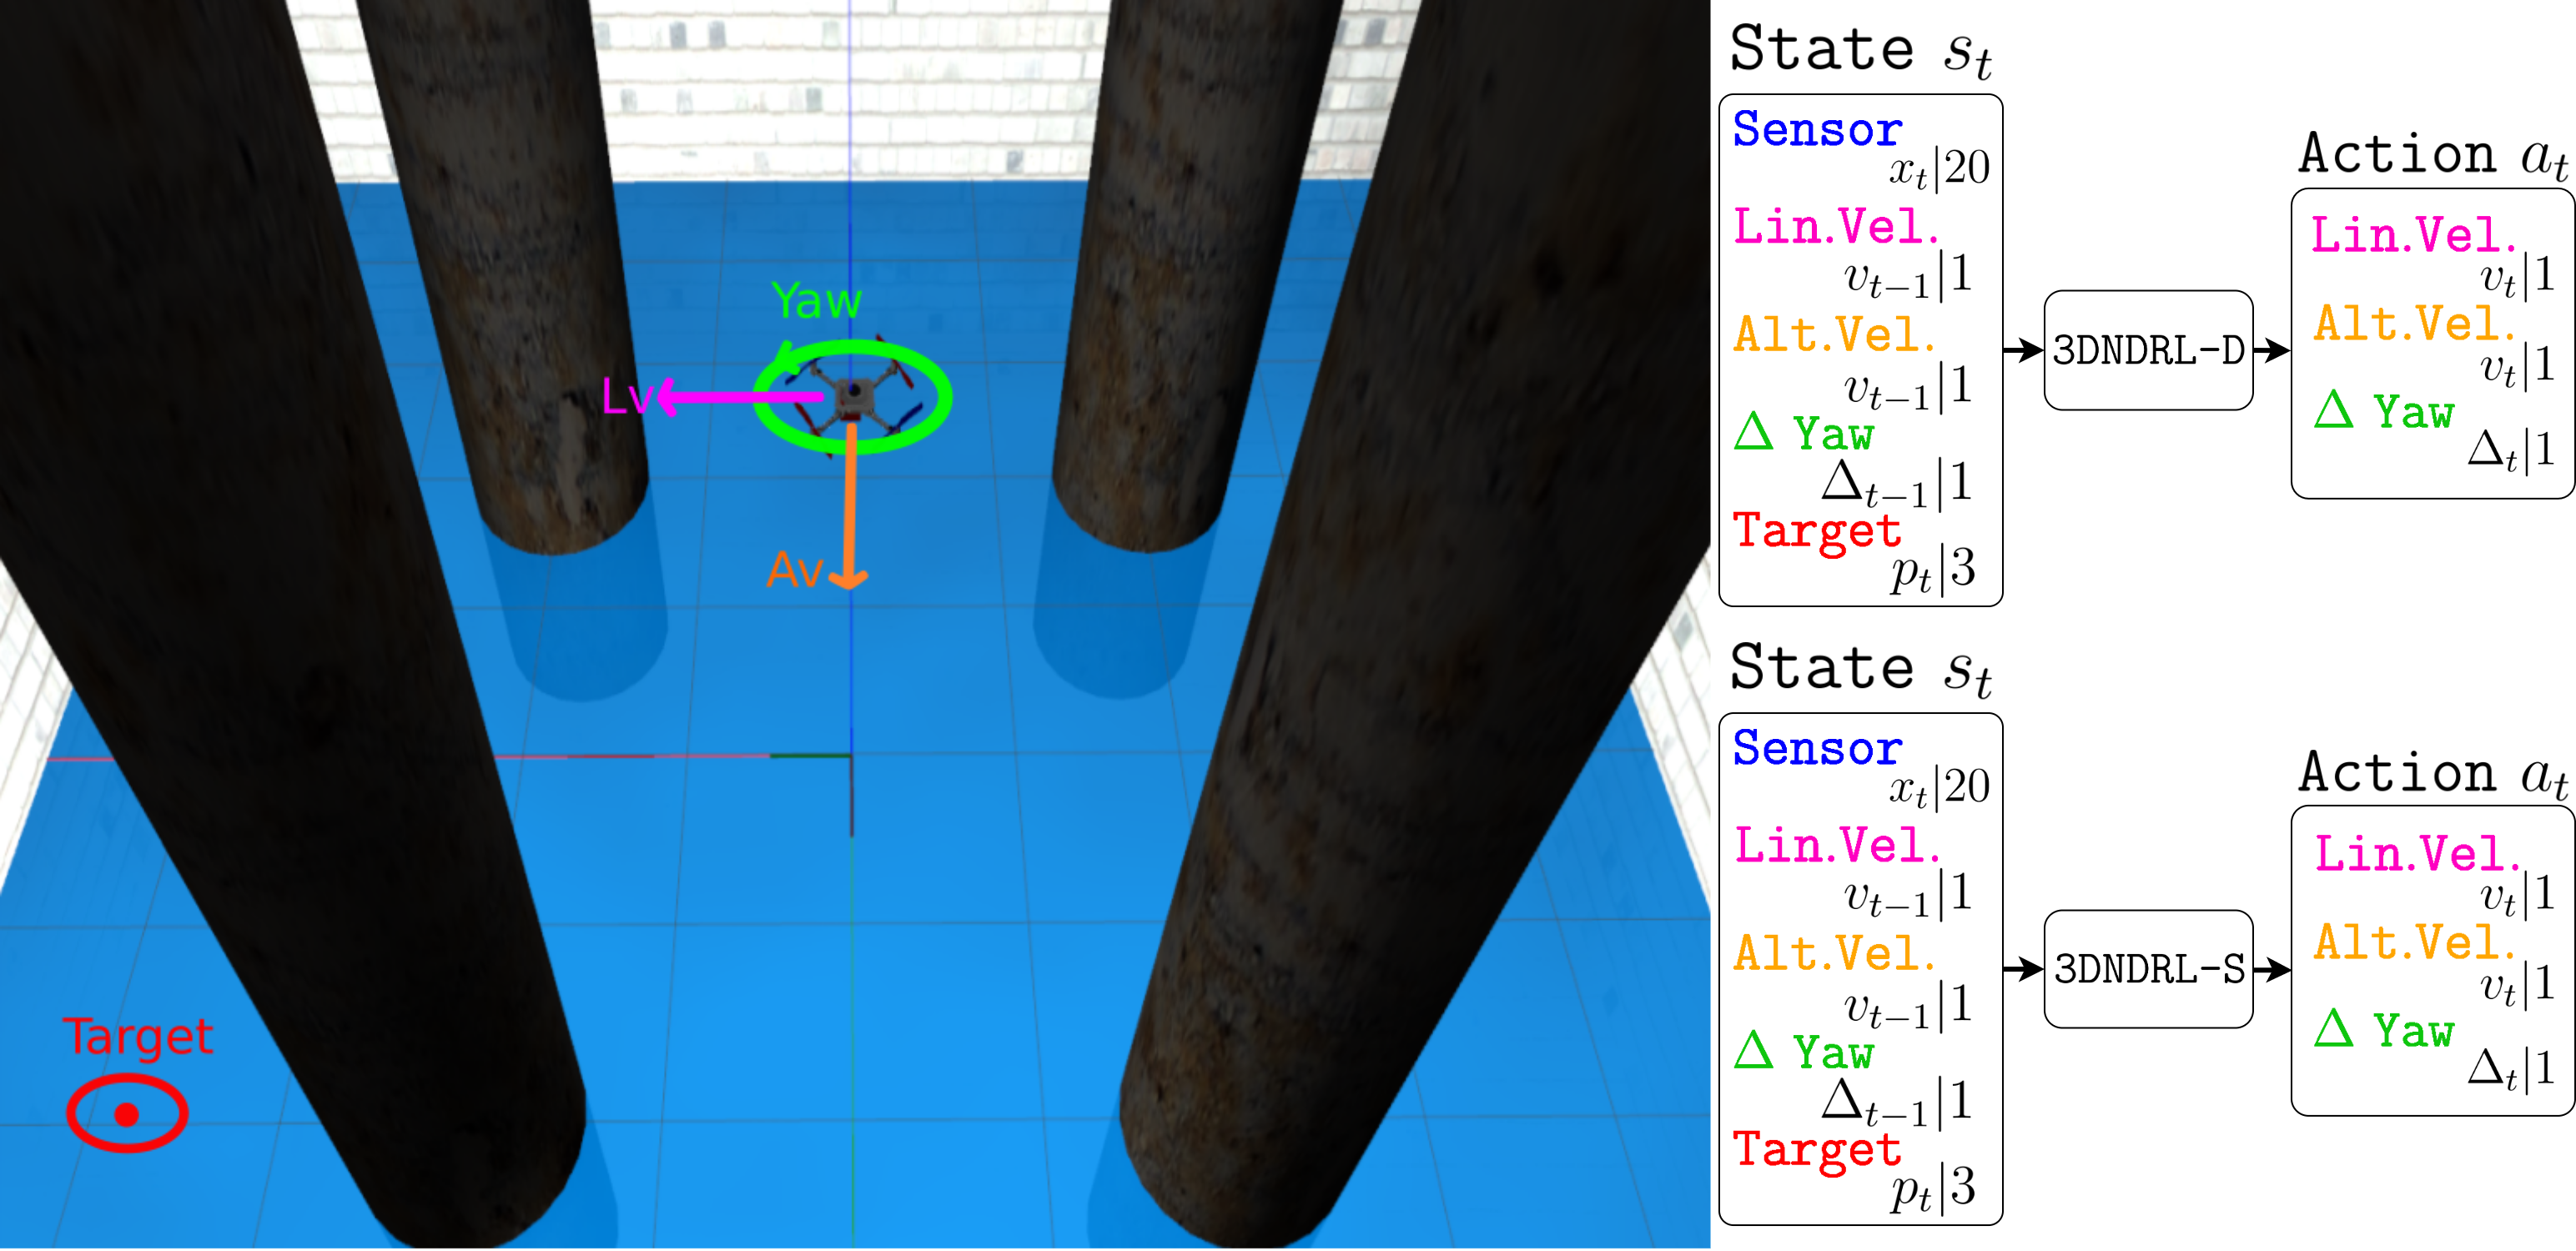 Yaw
Lv
Av
Target
State s_t
Sensor
x_t|20
Lin.Vel.
v_{t-1}|1
Alt.Vel.
v_{t-1}|1
Δ Yaw
Δ_{t-1}|1
Target
p_t|3
3DNDRL-D
Action a_t
Lin.Vel.
v_t|1
Alt.Vel.
v_t|1
Δ Yaw
Δ_t|1
State s_t
Sensor
x_t|20
Lin.Vel.
v_{t-1}|1
Alt.Vel.
v_{t-1}|1
Δ Yaw
Δ_{t-1}|1
Target
p_t|3
3DNDRL-S
Action a_t
Lin.Vel.
v_t|1
Alt.Vel.
v_t|1
Δ Yaw
Δ_t|1